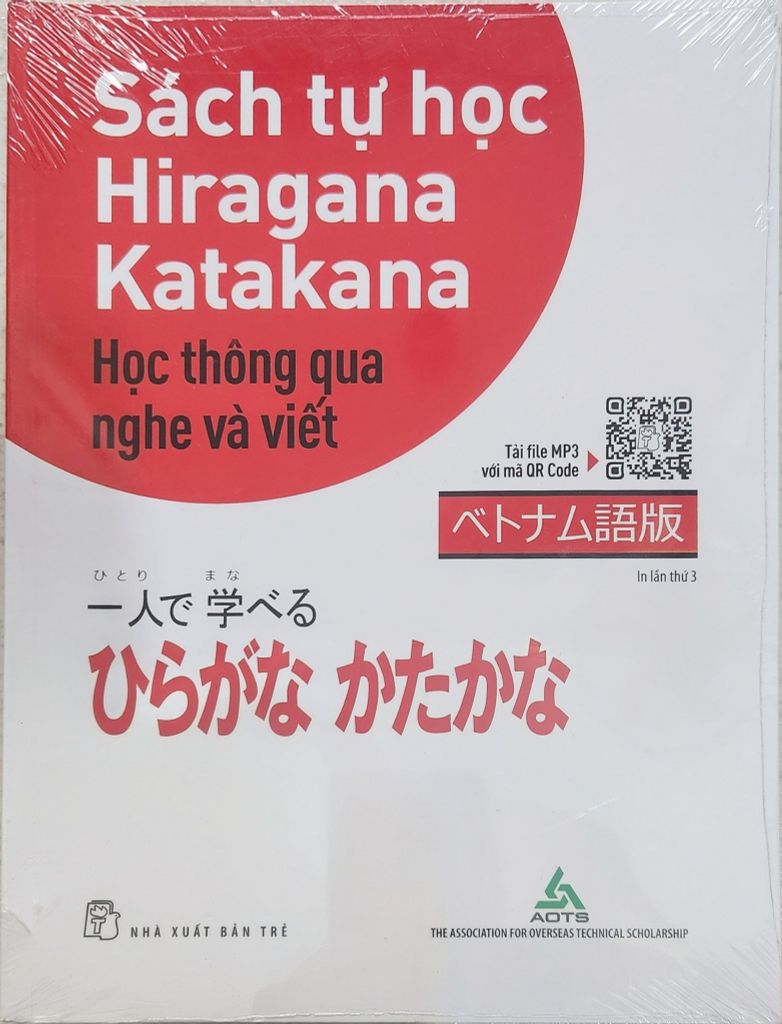 Sách tự học
Hiragana
Katakana
Học thông qua
nghe và viết
Tải file MP3
với mã QR Code
ベトナム語版
In lần thứ 3
ひとり まな
一人で 学べる
ひらがな かたかな
T
NHÀ XUẤT BẢN TRẺ
AOTS
THE ASSOCIATION FOR OVERSEAS TECHNICAL SCHOLARSHIP